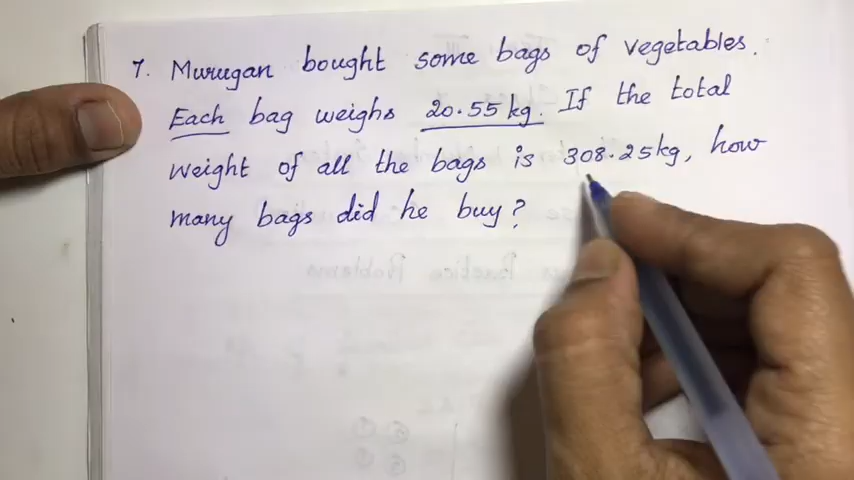 7. Murugan bought some bags of vegetables.
Each bag weighs 20.55 kg. If the total
weight of all the bags is 308.25kg, how
many bags did he buy?